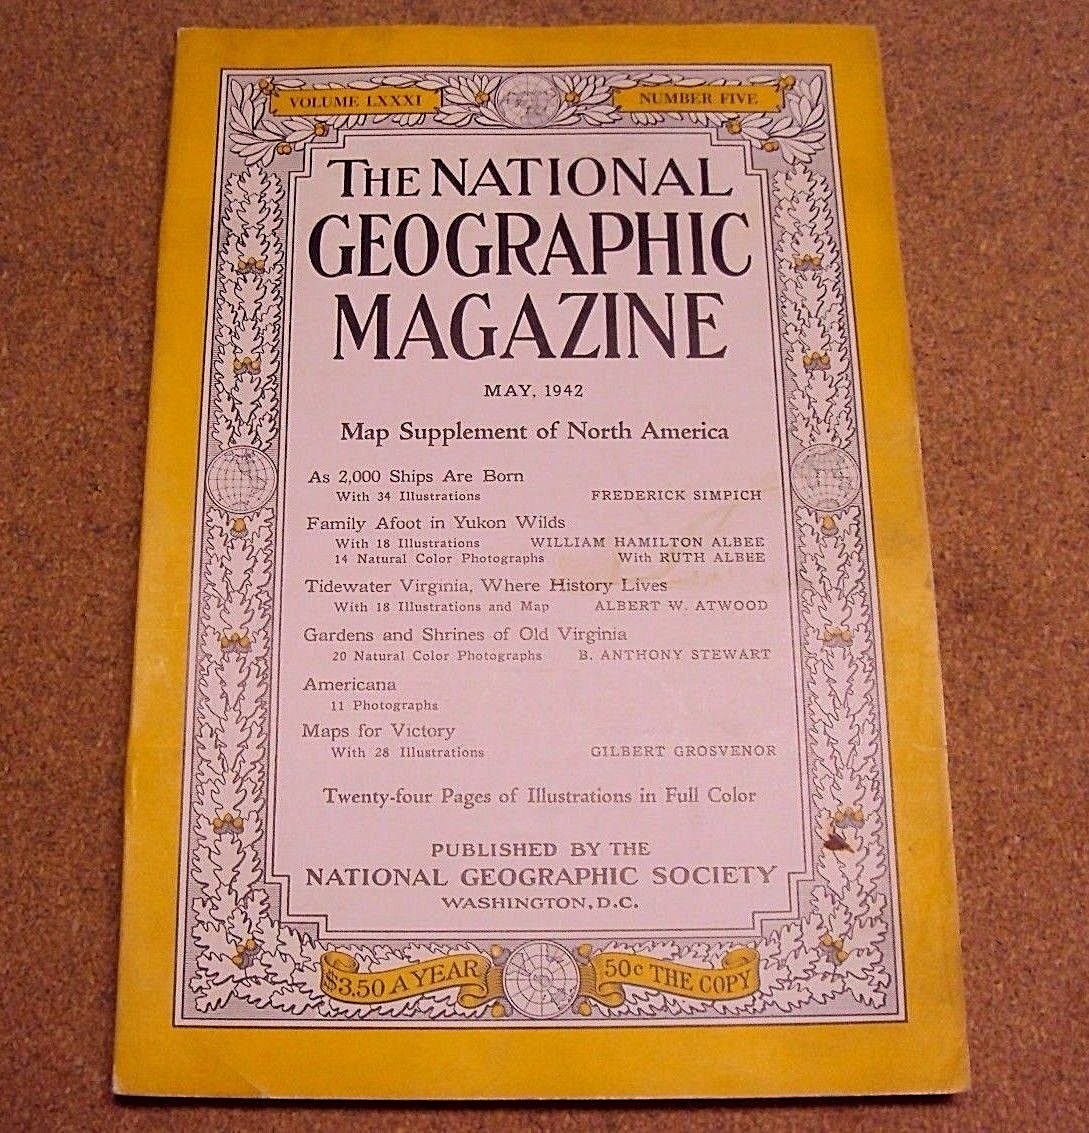 VOLUME LXXXI
NUMBER FIVE
THE NATIONAL
GEOGRAPHIC
MAGAZINE
MAY, 1942
Map Supplement of North America
As 2,000 Ships Are Born
With 34 Illustrations FREDERICK SIMPICH
Family Afoot in Yukon Wilds
With 18 Illustrations WILLIAM HAMILTON ALBEE
14 Natural Color Photographs With RUTH ALBEE
Tidewater Virginia, Where History Lives
With 18 Illustrations and Map ALBERT W. ATWOOD
Gardens and Shrines of Old Virginia
20 Natural Color Photographs B. ANTHONY STEWART
Americana
11 Photographs
Maps for Victory
With 28 Illustrations GILBERT GROSVENOR
Twenty-four Pages of Illustrations in Full Color
PUBLISHED BY THE
NATIONAL GEOGRAPHIC SOCIETY
WASHINGTON, D.C.
$3.50 A YEAR
50c THE COPY